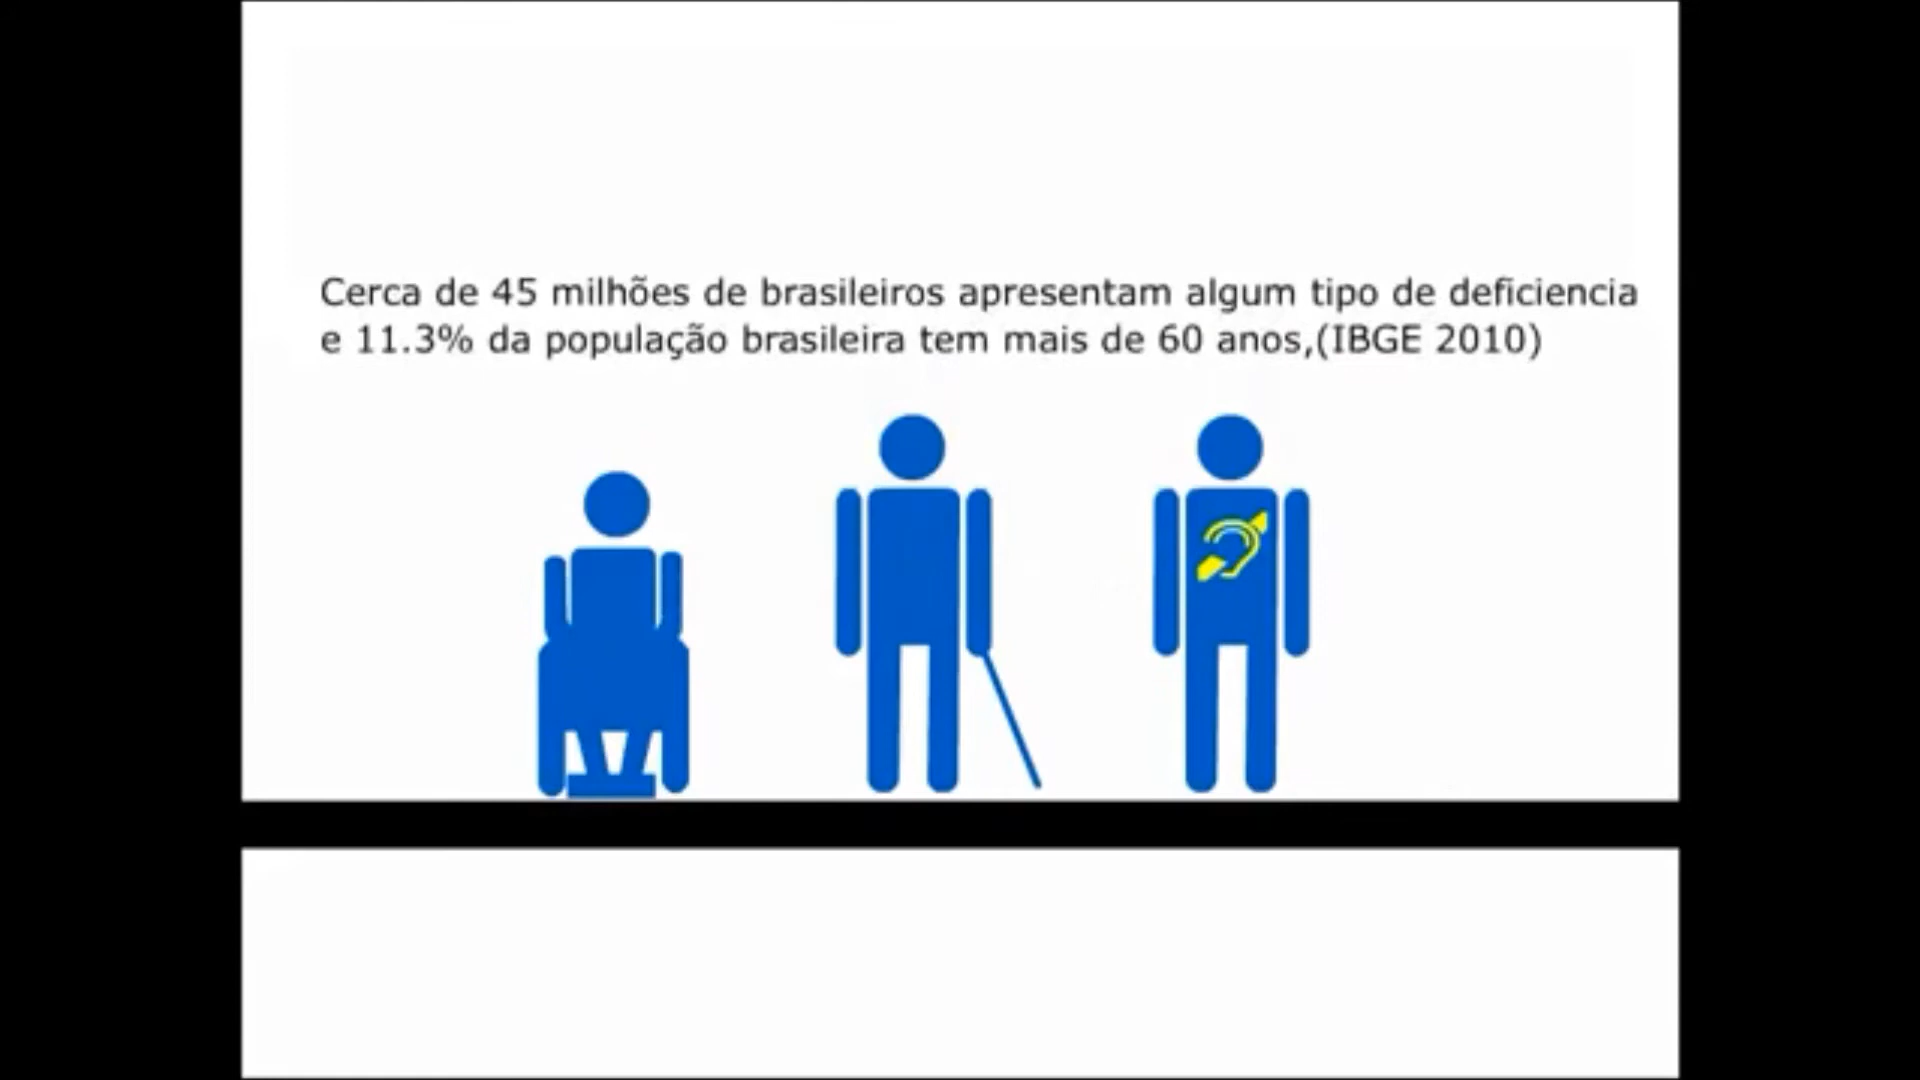 Cerca de 45 milhões de brasileiros apresentam algum tipo de deficiencia
e 11.3% da população brasileira tem mais de 60 anos,(IBGE 2010)